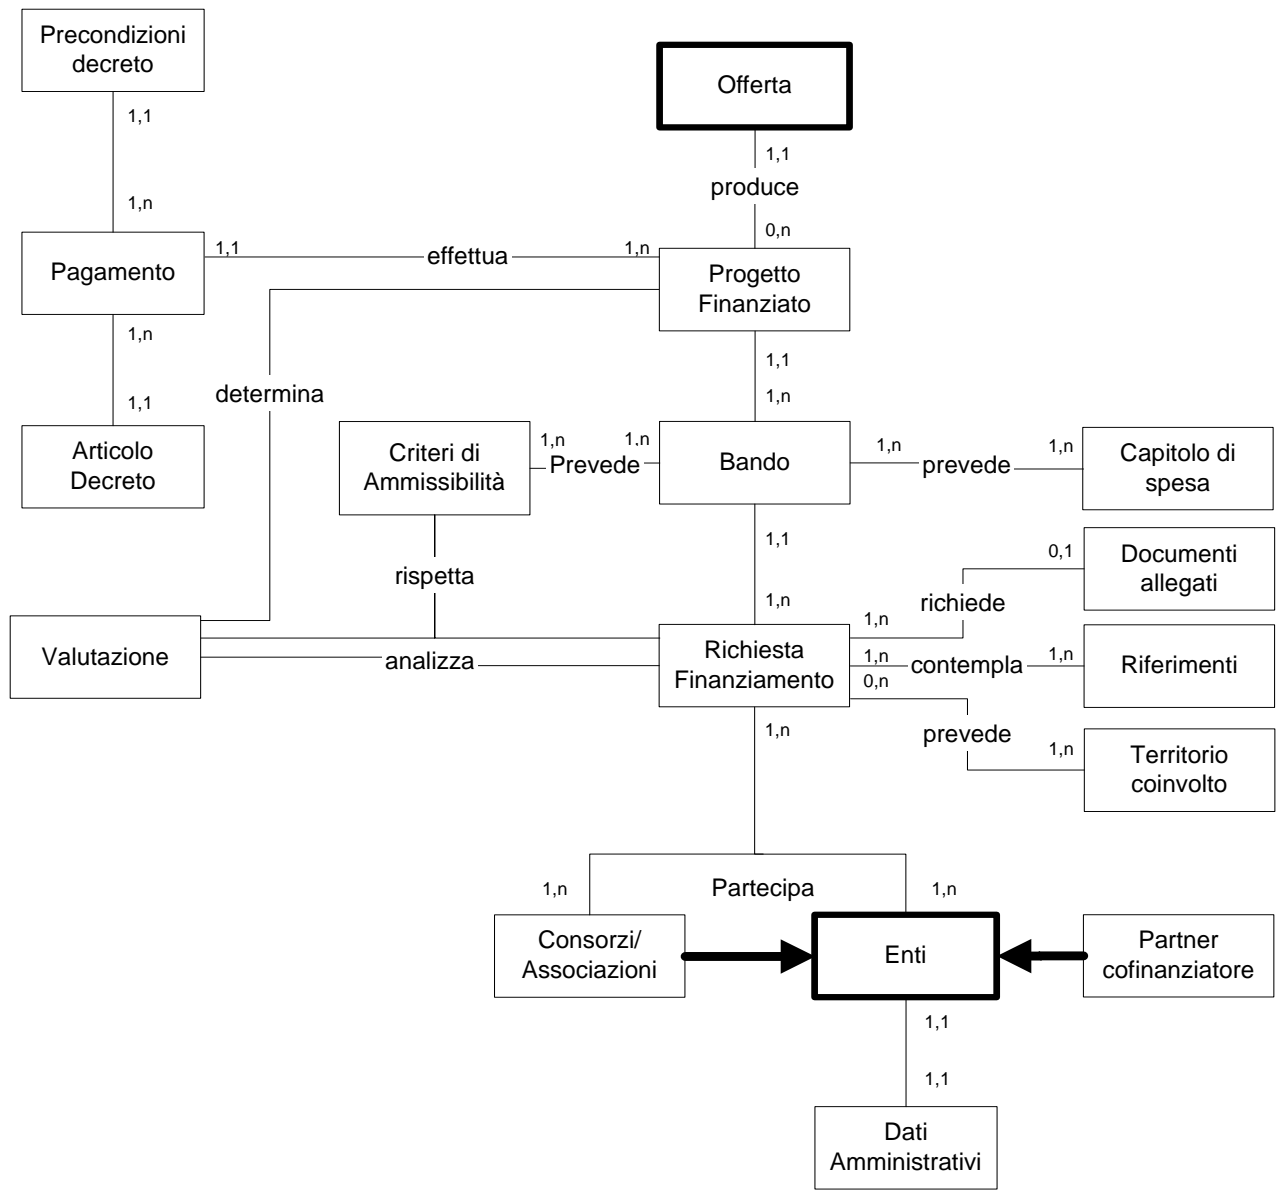 Precondizioni
decreto
Offerta
1,1
1,1
produce
1,n
0,n
1,1
effettua
1,n
Pagamento
Progetto
Finanziato
1,n
1,1
determina
1,1
1,n
Articolo
Decreto
Criteri di
Ammissibilità
1,n
Prevede
1,n
Bando
1,n
prevede
1,n
Capitolo di
spesa
1,1
0,1
Documenti
allegati
rispetta
richiede
1,n
1,n
Valutazione
analizza
Richiesta
Finanziamento
1,n
contempla
1,n
Riferimenti
0,n
1,n
prevede
1,n
Territorio
coinvolto
1,n
Partecipa
1,n
Consorzi/
Associazioni
Enti
Partner
cofinanziatore
1,1
1,1
Dati
Amministrativi